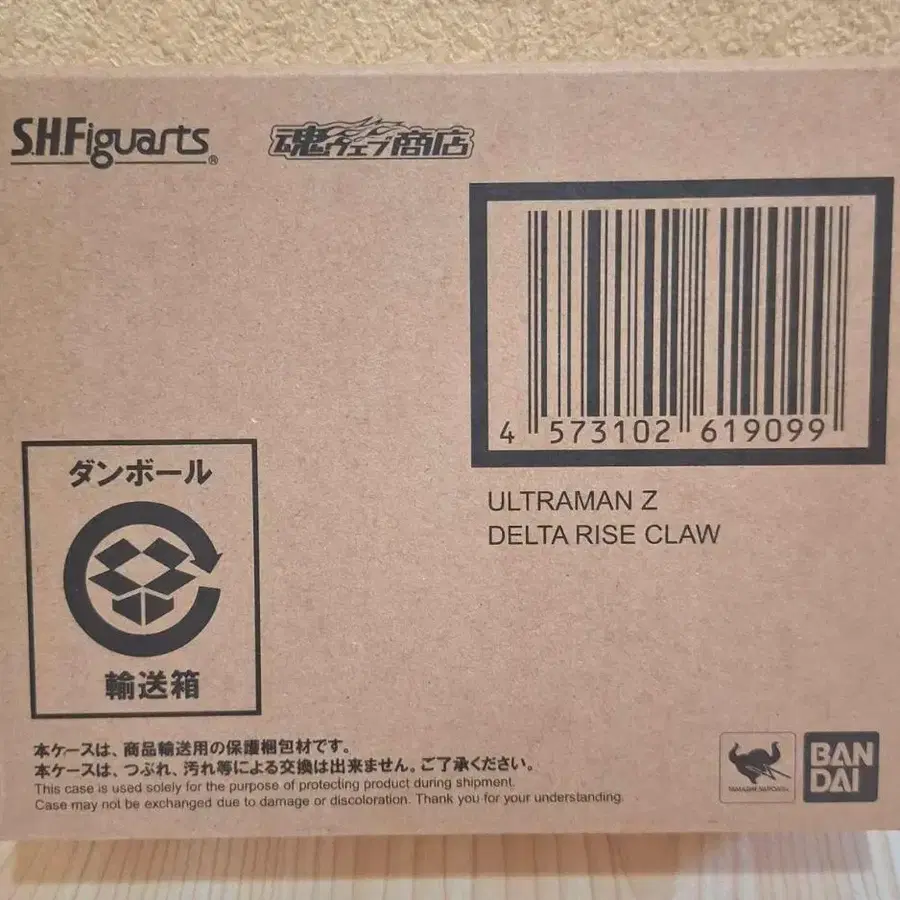 S.H.Figuarts®
魂ウェブ商店
4 573102 619099
ULTRAMAN Z
DELTA RISE CLAW
ダンボール
輸送箱
本ケースは、商品輸送用の保護梱包材です。
本ケースは、つぶれ、汚れ等による交換は出来ません。ご了承ください。
This case is used solely for the purpose of protecting product during shipment.
Case may not be exchanged due to damage or discoloration. Thank you for your understanding.
TAMASHII NATIONS
BAN
DAI